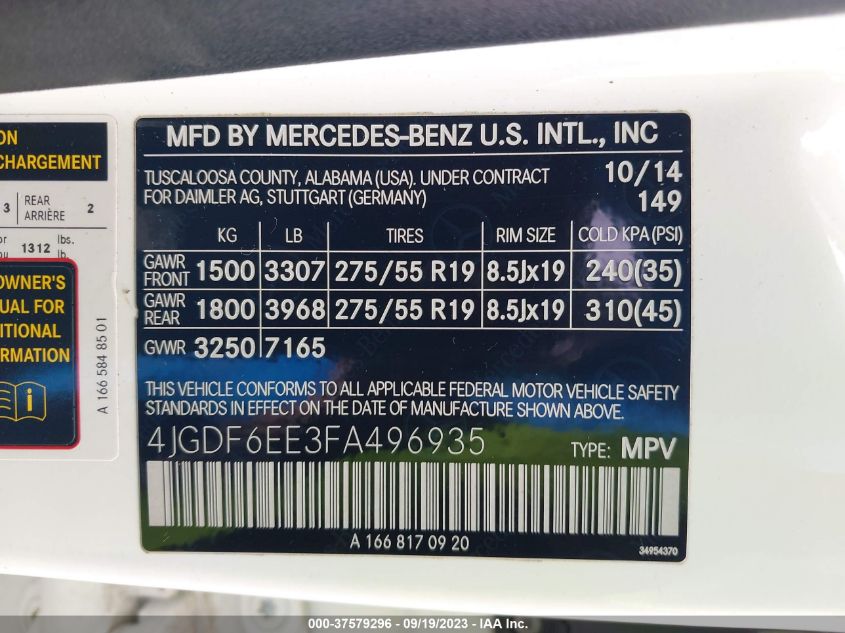 ON
CHARGEMENT
3 REAR ARRIÈRE 2
or 1312 lbs.
ou lb.
OWNER'S
UAL FOR
ITIONAL
ORMATION
i
A 166 584 85 01
MFD BY MERCEDES-BENZ U.S. INTL., INC
TUSCALOOSA COUNTY, ALABAMA (USA). UNDER CONTRACT 10/14
FOR DAIMLER AG, STUTTGART (GERMANY) 149
KG LB TIRES RIM SIZE COLD KPA (PSI)
GAWR FRONT 1500 3307 275/55 R19 8.5Jx19 240(35)
GAWR REAR 1800 3968 275/55 R19 8.5Jx19 310(45)
GVWR 3250 7165
THIS VEHICLE CONFORMS TO ALL APPLICABLE FEDERAL MOTOR VEHICLE SAFETY
STANDARDS IN EFFECT ON THE DATE OF MANUFACTURE SHOWN ABOVE.
4JGDF6EE3FA496935 TYPE: MPV
A 166 817 09 20
34954370
000-37579296 - 09/19/2023 - IAA Inc.